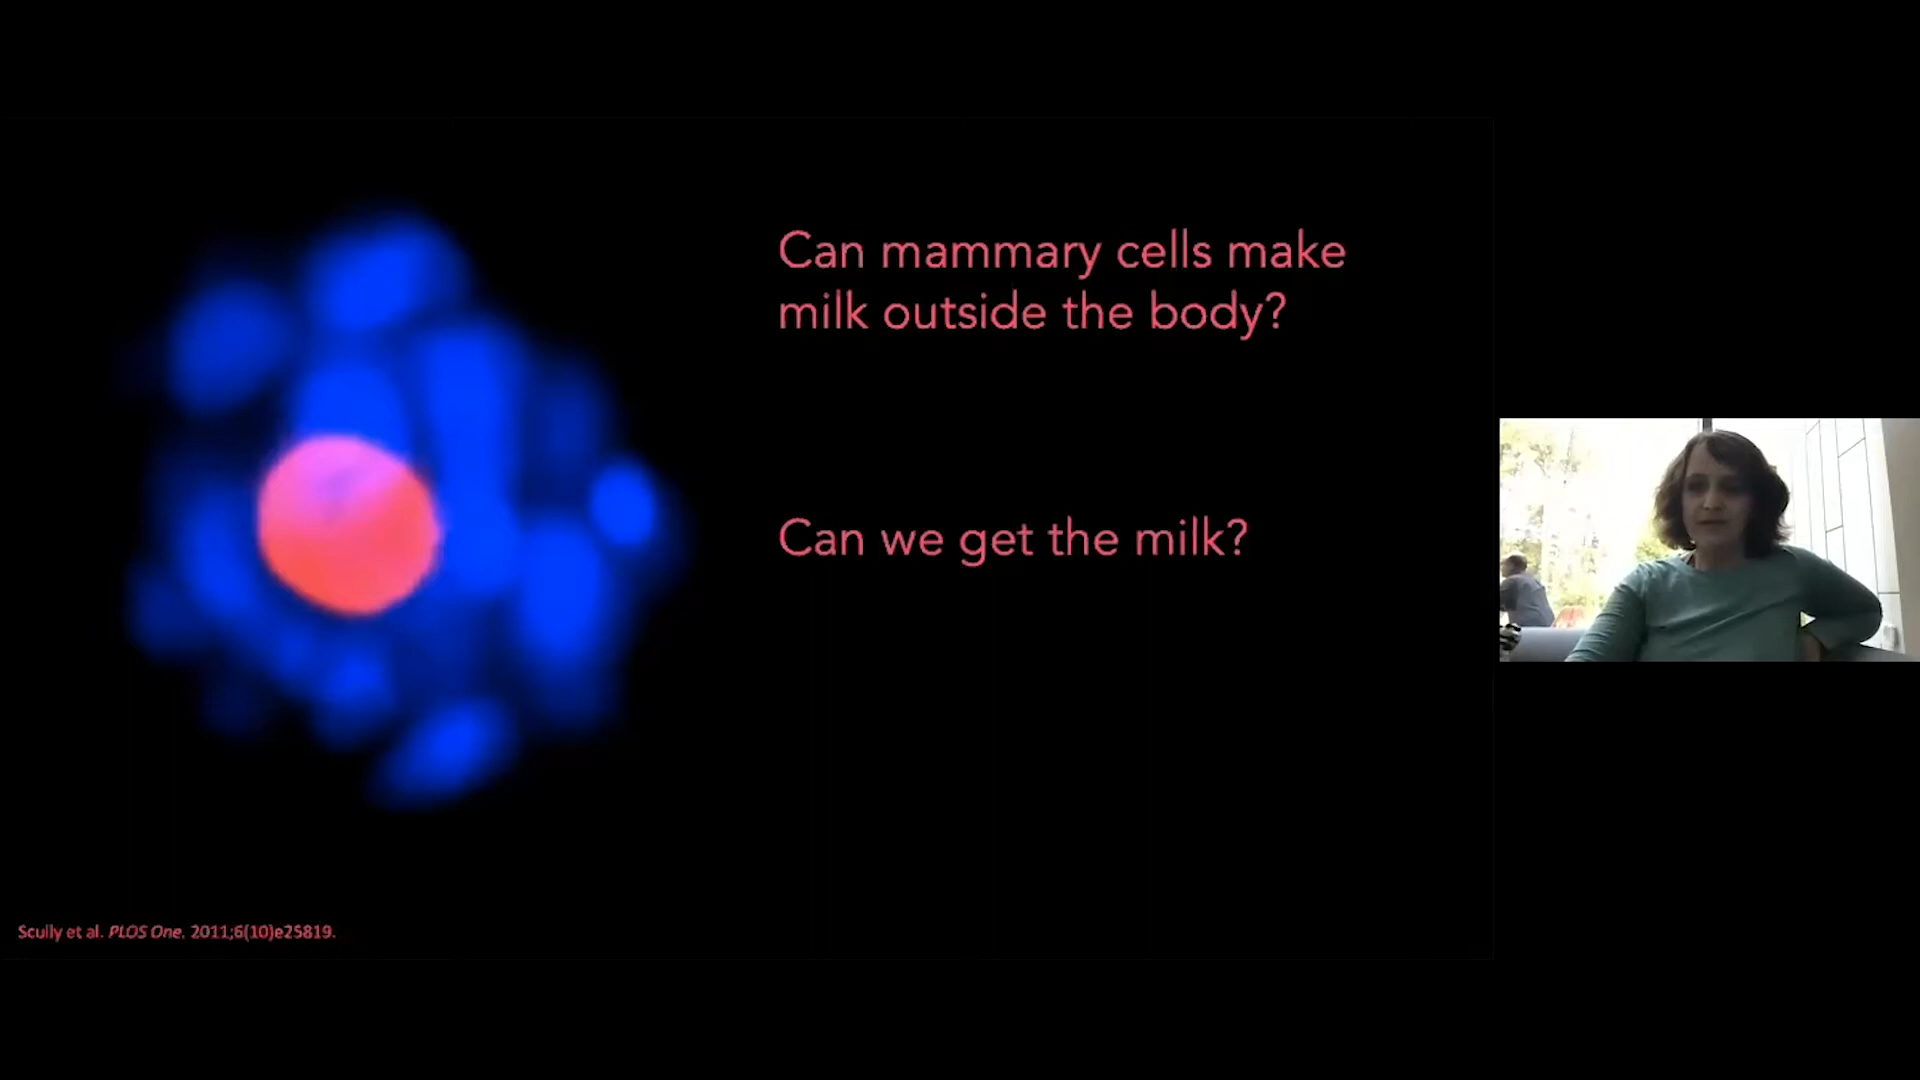 Can mammary cells make
milk outside the body?
Can we get the milk?
Scully et al. PLOS One. 2011;6(10)e25819.